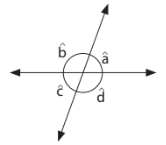 b̂ â
ĉ d̂